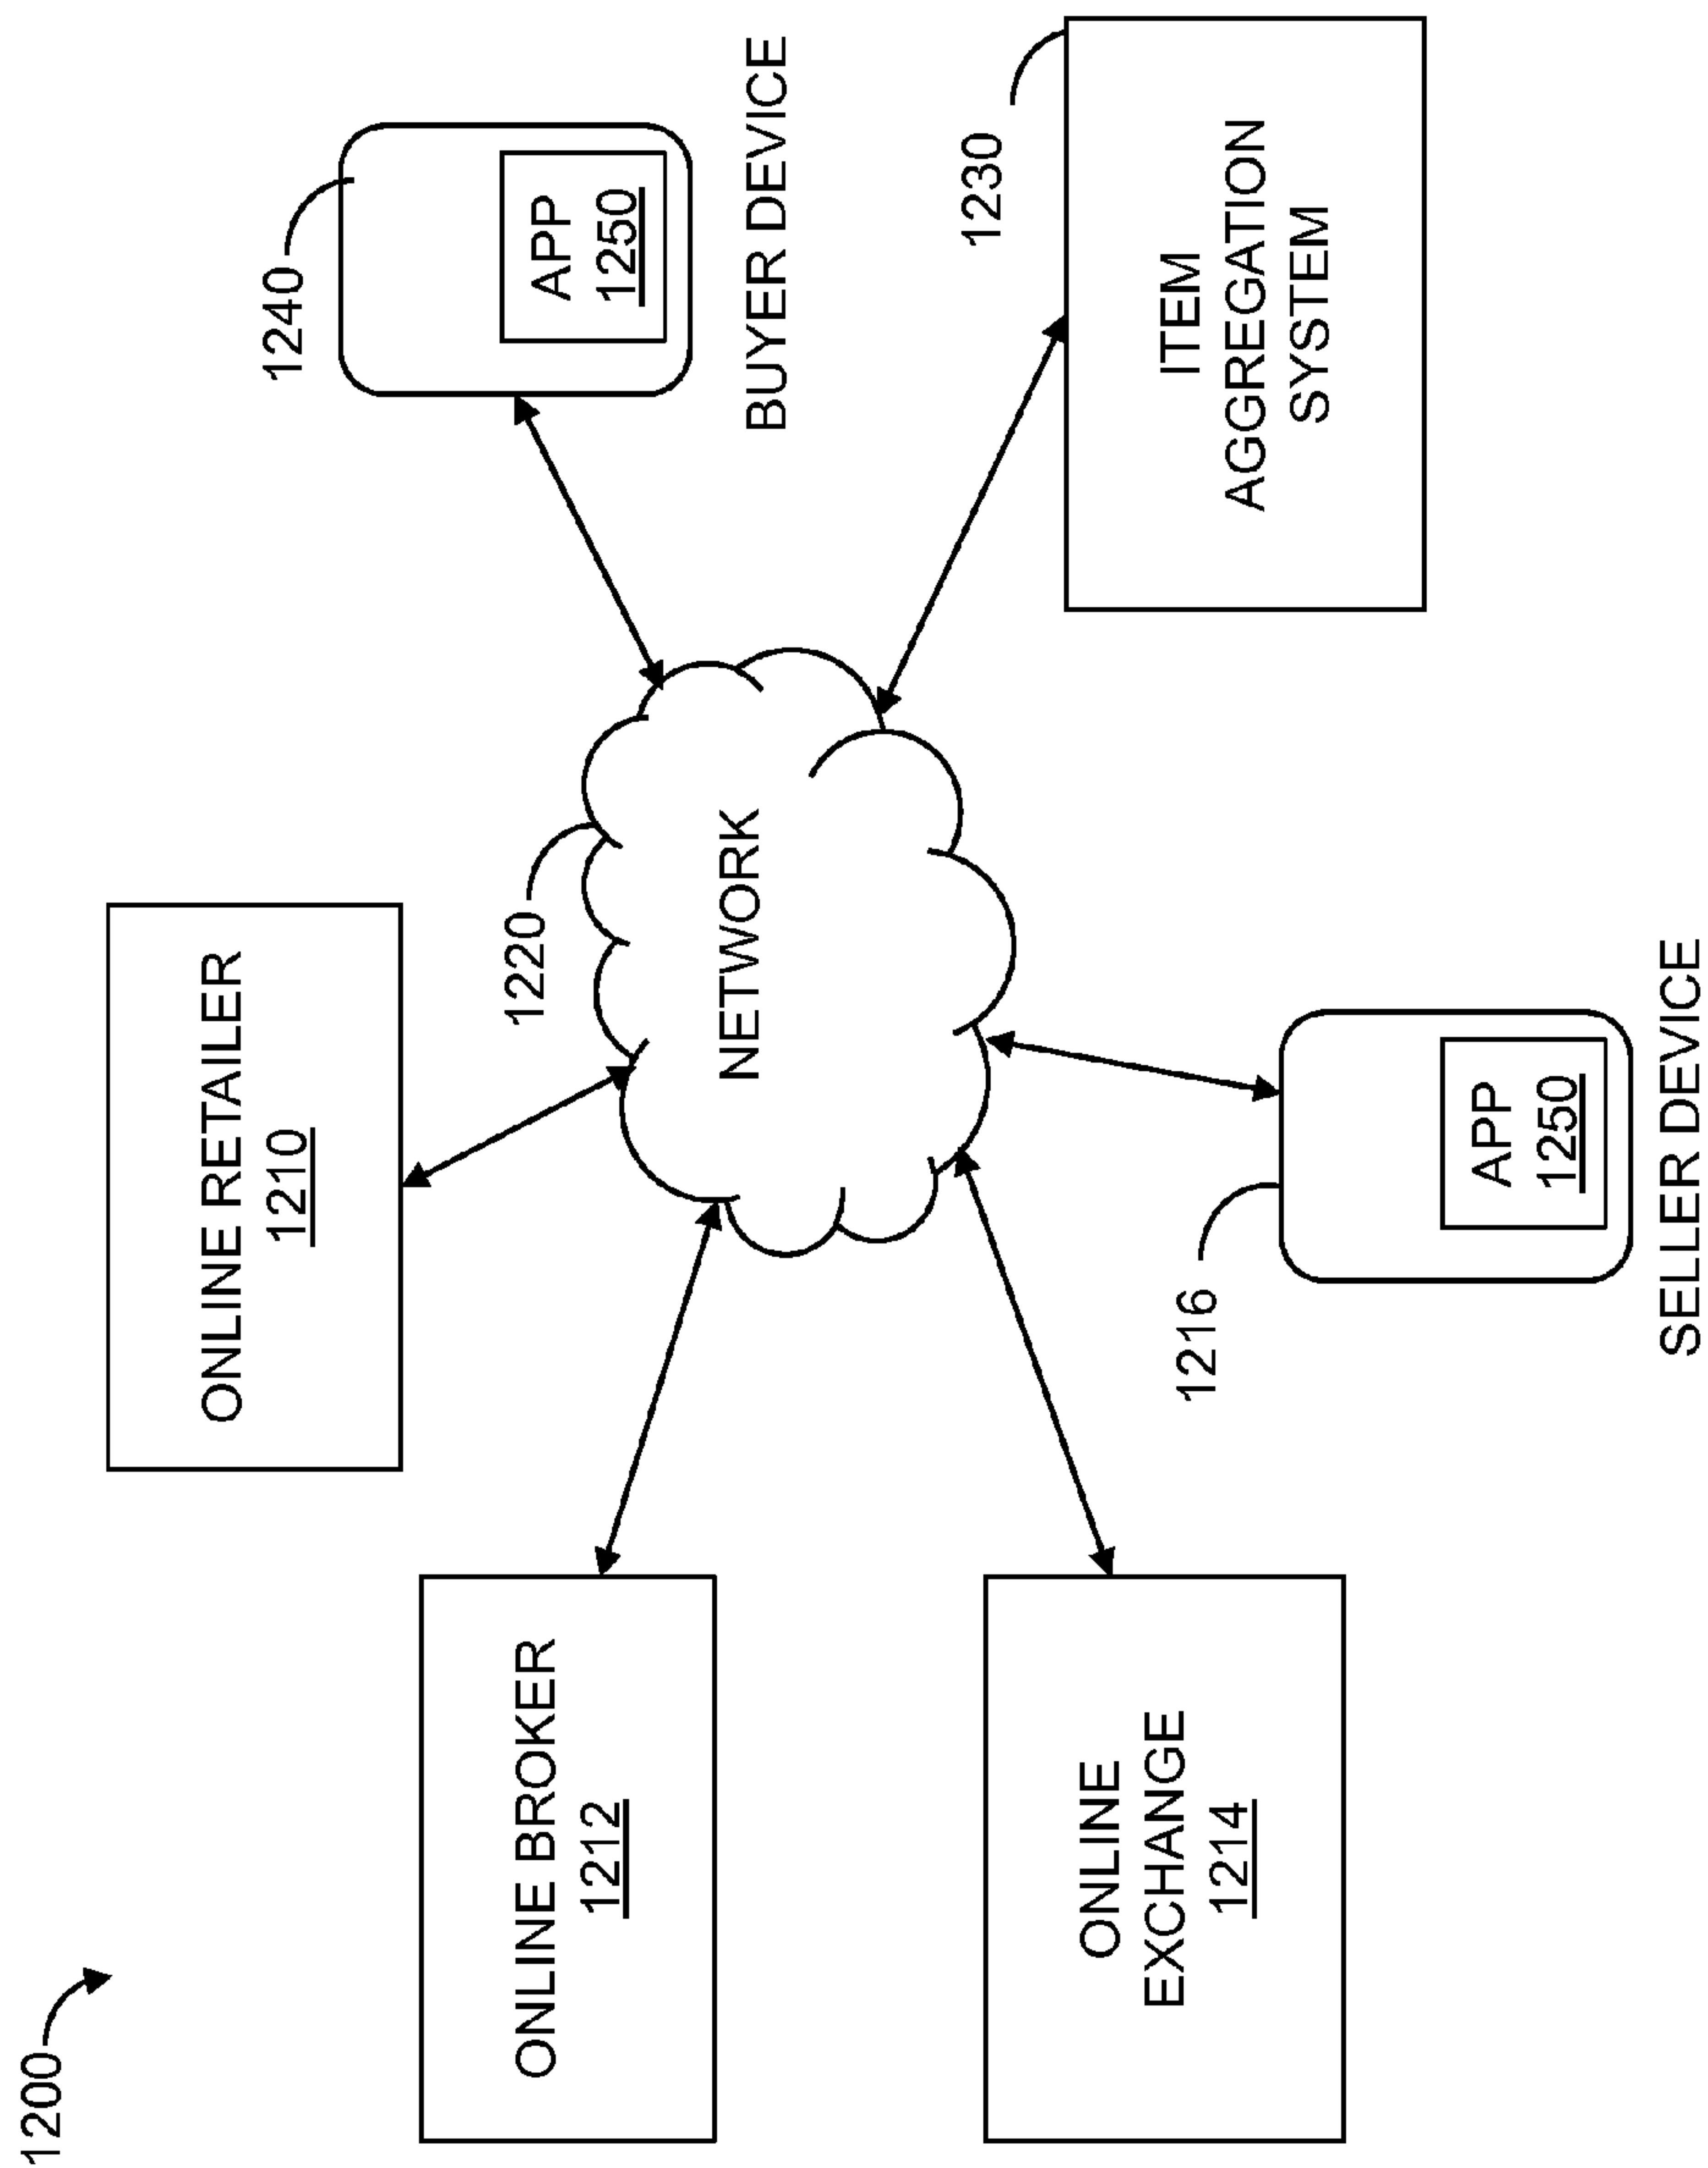 1200
ONLINE RETAILER
1210
1240
APP
1250
BUYER DEVICE
ONLINE BROKER
1212
1220
NETWORK
1230
ITEM
AGGREGATION
SYSTEM
ONLINE
EXCHANGE
1214
1216
APP
1250
SELLER DEVICE